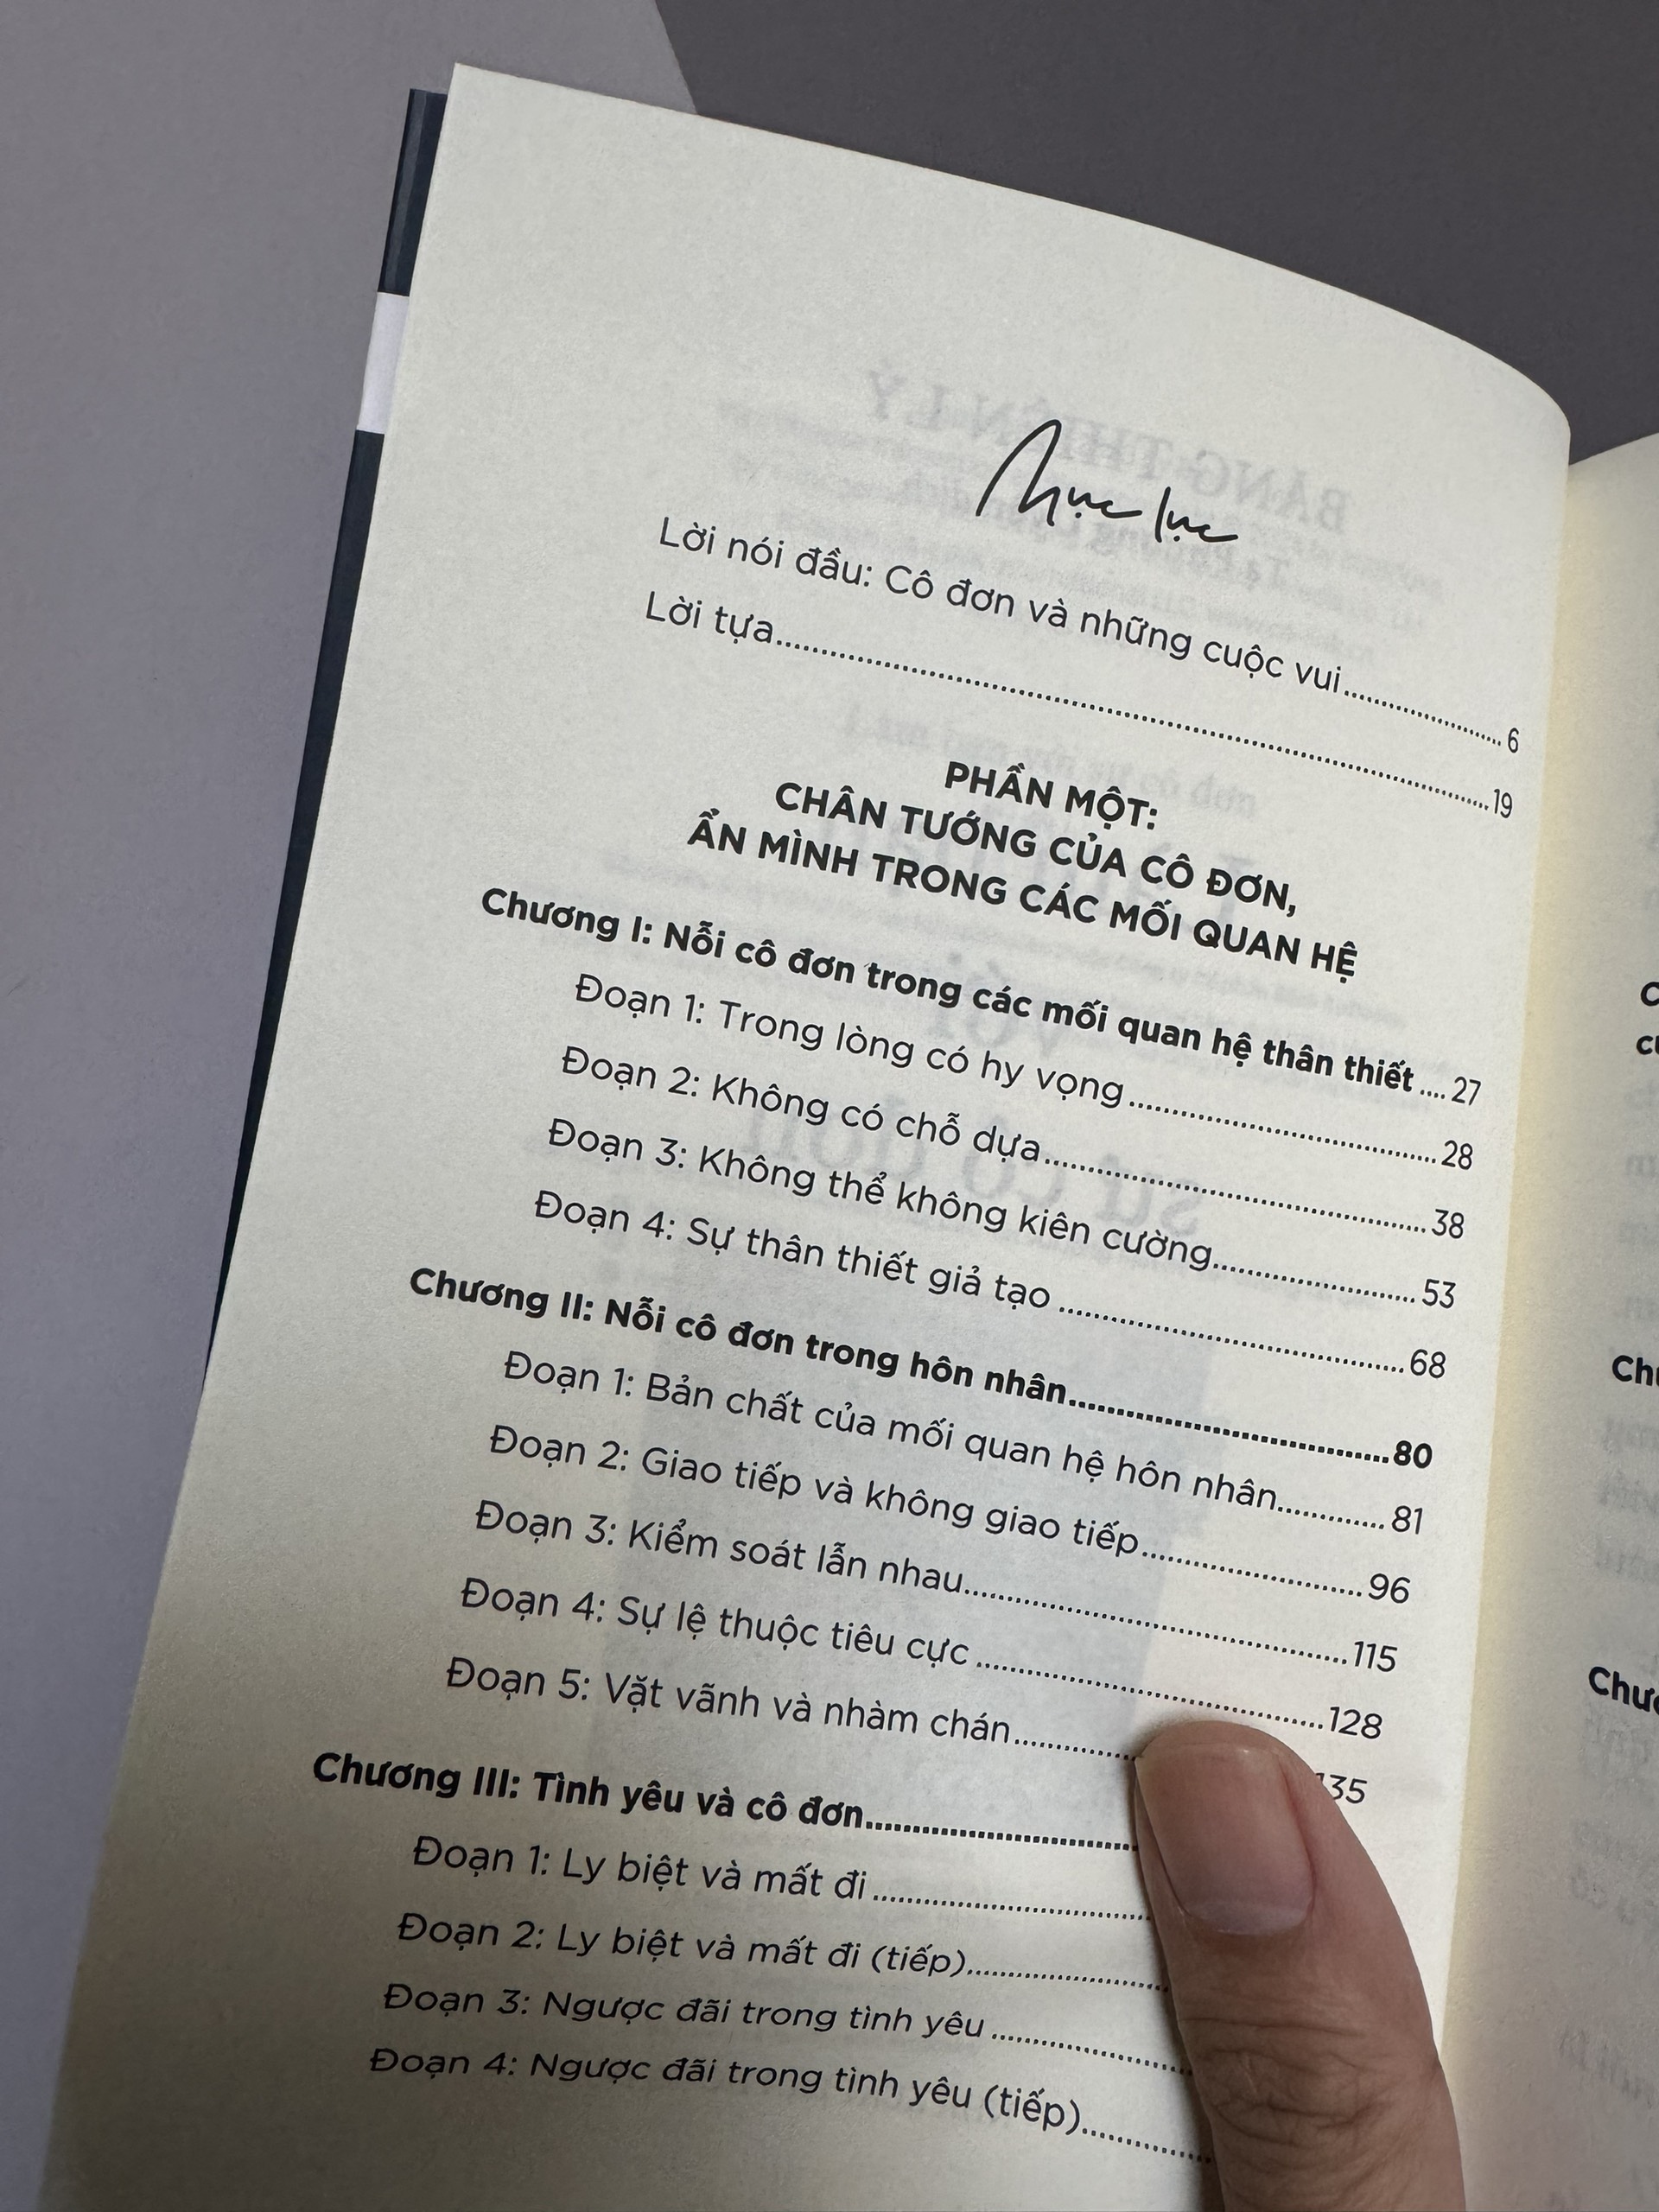 Mục lục
Lời nói đầu: Cô đơn và những cuộc vui.....................6
Lời tựa.....................19
PHẦN MỘT:
CHÂN TƯỚNG CỦA CÔ ĐƠN,
ẨN MÌNH TRONG CÁC MỐI QUAN HỆ
Chương I: Nỗi cô đơn trong các mối quan hệ thân thiết....27
Đoạn 1: Trong lòng có hy vọng.....................28
Đoạn 2: Không có chỗ dựa.....................38
Đoạn 3: Không thể không kiên cường.....................53
Đoạn 4: Sự thân thiết giả tạo.....................68
Chương II: Nỗi cô đơn trong hôn nhân.....................80
Đoạn 1: Bản chất của mối quan hệ hôn nhân.............81
Đoạn 2: Giao tiếp và không giao tiếp.....................96
Đoạn 3: Kiểm soát lẫn nhau.....................115
Đoạn 4: Sự lệ thuộc tiêu cực.....................128
Đoạn 5: Vặt vãnh và nhàm chán.............135
Chương III: Tình yêu và cô đơn.....................
Đoạn 1: Ly biệt và mất đi.....................
Đoạn 2: Ly biệt và mất đi (tiếp).....................
Đoạn 3: Ngược đãi trong tình yêu.....................
Đoạn 4: Ngược đãi trong tình yêu (tiếp).............